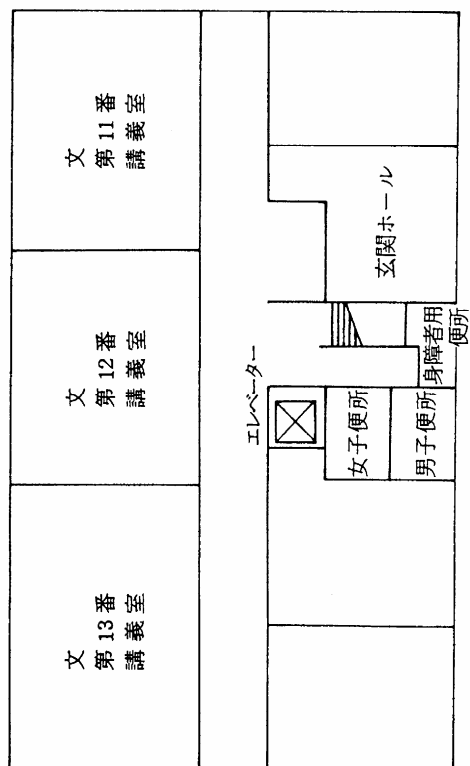 文
第11番
講義室
文
第12番
講義室
文
第13番
講義室
玄関ホール
身障者用
便所
エレベーター
女子便所
男子便所